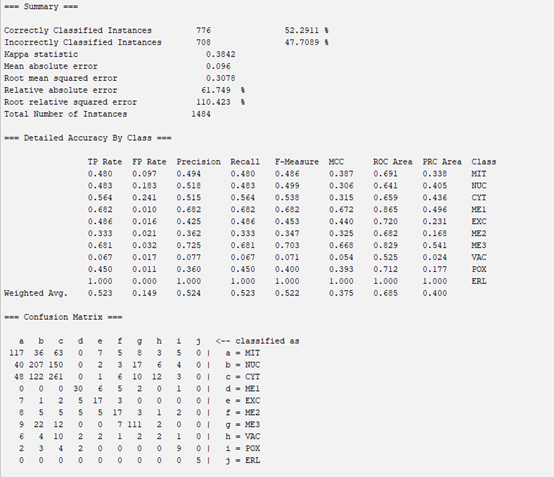 === Summary ===
Correctly Classified Instances 776 52.2911 %
Incorrectly Classified Instances 708 47.7089 %
Kappa statistic 0.3842
Mean absolute error 0.096
Root mean squared error 0.3078
Relative absolute error 61.749 %
Root relative squared error 110.423 %
Total Number of Instances 1484
=== Detailed Accuracy By Class ===
TP Rate FP Rate Precision Recall F-Measure MCC ROC Area PRC Area Class
0.480 0.097 0.494 0.480 0.486 0.387 0.691 0.338 MIT
0.483 0.183 0.518 0.483 0.499 0.306 0.641 0.405 NUC
0.564 0.241 0.515 0.564 0.538 0.315 0.659 0.436 CYT
0.682 0.010 0.682 0.682 0.682 0.672 0.865 0.496 ME1
0.486 0.016 0.425 0.486 0.453 0.440 0.720 0.231 EXC
0.333 0.021 0.362 0.333 0.347 0.325 0.682 0.168 ME2
0.681 0.032 0.725 0.681 0.703 0.668 0.829 0.541 ME3
0.067 0.017 0.077 0.067 0.071 0.054 0.525 0.024 VAC
0.450 0.011 0.360 0.450 0.400 0.393 0.712 0.177 POX
1.000 0.000 1.000 1.000 1.000 1.000 1.000 1.000 ERL
Weighted Avg. 0.523 0.149 0.524 0.523 0.522 0.375 0.685 0.400
=== Confusion Matrix ===
a b c d e f g h i j <-- classified as
117 36 63 0 7 5 8 3 5 0 | a = MIT
40 207 150 0 2 3 17 6 4 0 | b = NUC
48 122 261 0 1 6 10 12 3 0 | c = CYT
0 0 0 30 6 5 2 0 1 0 | d = ME1
7 1 2 5 17 3 0 0 0 0 | e = EXC
8 5 5 5 5 17 3 1 2 0 | f = ME2
9 22 12 0 0 7 111 2 0 0 | g = ME3
6 4 10 2 2 1 2 2 1 0 | h = VAC
2 3 4 2 0 0 0 0 9 0 | i = POX
0 0 0 0 0 0 0 0 0 5 | j = ERL